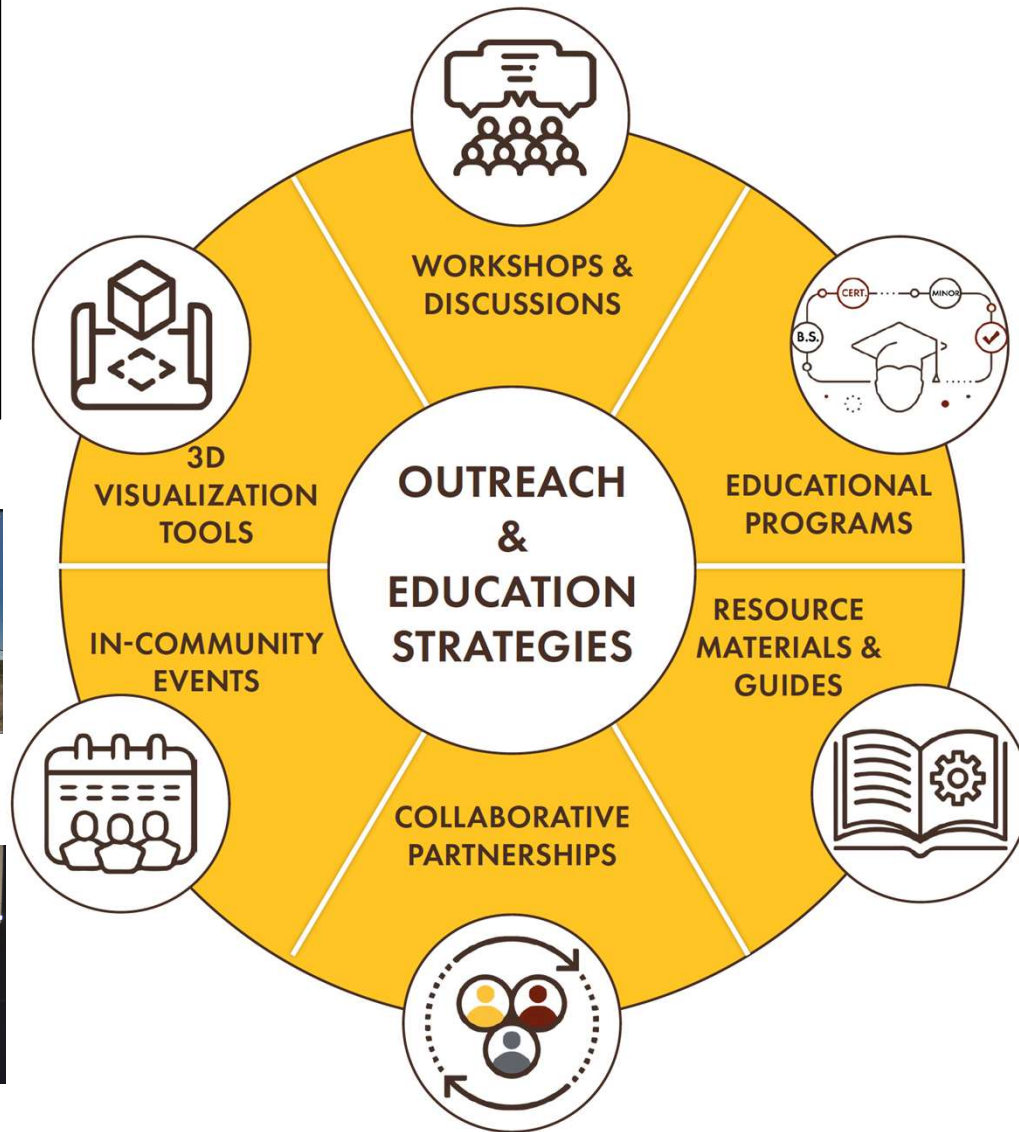 WORKSHOPS &
DISCUSSIONS
CERT.
MINOR
B.S.
EDUCATIONAL
PROGRAMS
RESOURCE
MATERIALS &
GUIDES
COLLABORATIVE
PARTNERSHIPS
IN-COMMUNITY
EVENTS
3D
VISUALIZATION
TOOLS
OUTREACH
&
EDUCATION
STRATEGIES